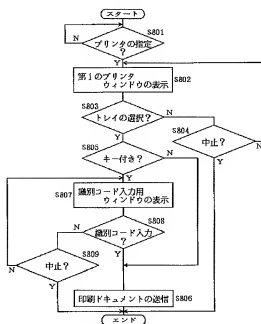 スタート
S801
N
プリンタの指定
?
Y
第1のプリンタ
ウィンドウの表示
S802
S803
トレイの選択?
N
S804
Y
S805
キー付き?
N
中止?
N
Y
Y
S807
識別コード入力用
ウィンドウの表示
S808
N
識別コード入力
?
S809
Y
中止?
N
Y
印刷ドキュメントの送信
S806
エンド